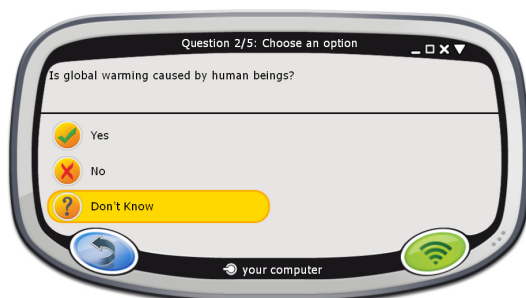 Question 2/5: Choose an option
Is global warming caused by human beings?
Yes
No
Don't Know
your computer